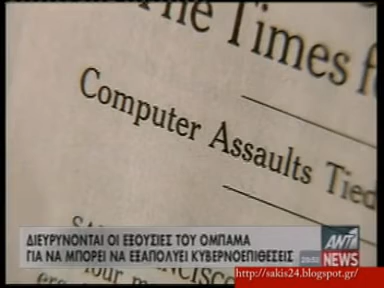 The Times f
Computer Assaults Tied
ΔΙΕΥΡΥΝΟΝΤΑΙ ΟΙ ΕΞΟΥΣΙΕΣ ΤΟΥ ΟΜΠΑΜΑ
ΓΙΑ ΝΑ ΜΠΟΡΕΙ ΝΑ ΕΞΑΠΟΛΥΕΙ ΚΥΒΕΡΝΟΕΠΙΘΕΣΕΙΣ
ΑΝΤ1
NEWS
http://sakis24.blogspot.gr/